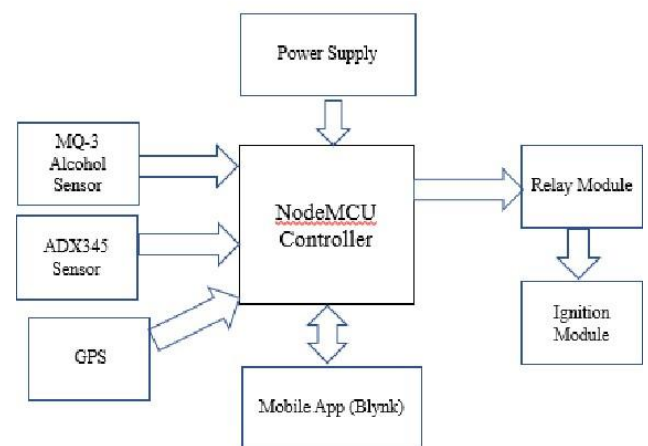 Power Supply
MQ-3
Alcohol
Sensor
NodeMCU
Controller
Relay Module
ADX345
Sensor
Ignition
Module
GPS
Mobile App (Blynk)